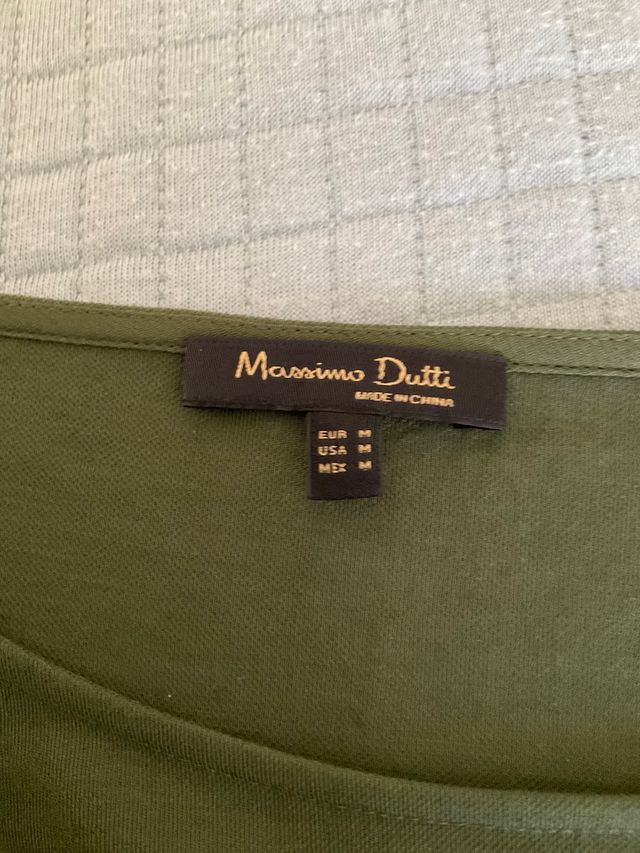 Massimo Dutti
MADE IN CHINA
EUR M
USA M
MEX M